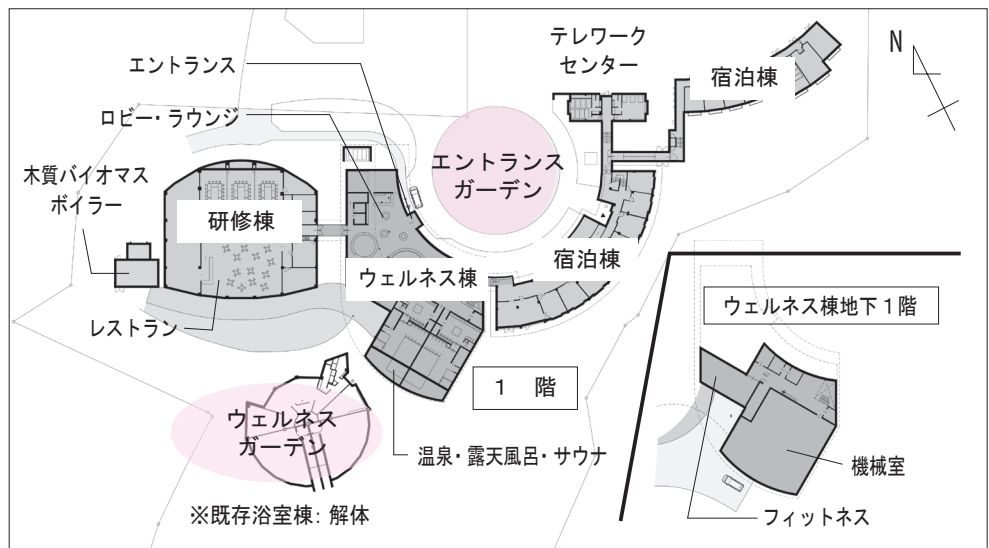 エントランス
ロビー・ラウンジ
木質バイオマス
ボイラー
研修棟
レストラン
エントランス
ガーデン
テレワーク
センター
宿泊棟
N
ウェルネス棟
宿泊棟
1 階
ウェルネス
ガーデン
温泉・露天風呂・サウナ
※既存浴室棟: 解体
ウェルネス棟地下1階
機械室
フィットネス